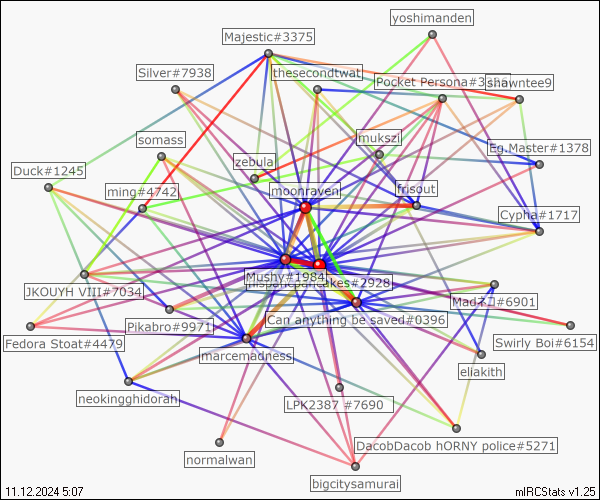 yoshimanden
Majestic#3375
Silver#7938
thesecondtwat
Pocket Persona#3
shawntee9
mukszi
somass
Eg.Master#1378
zebula
Duck#1245
ming#4742
moonraven
frisout
Cypha#1717
Mushy#1984
cakes#2928
JKOUYH VIII#7034
#6901
Can anything be saved#0396
Pikabro#9971
Fedora Stoat#4479
Swirly Boi#6154
marcemadness
eliakith
neokingghidorah
LPK2387 #7690
DacobDacob hORNY police#5271
normalwan
bigcitysamurai
11.12.2024 5:07
mIRCStats v1.25